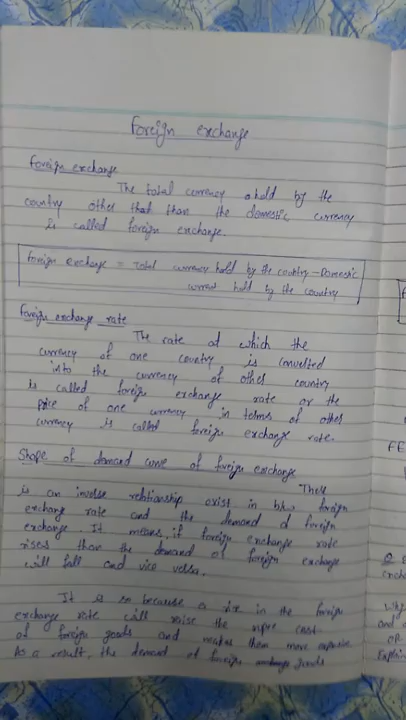 Foreign exchange
Foreign exchange
The total currency hold by the
country other that than the domestic currency
is called foreign exchange.
Foreign exchange = Total currency hold by the country - Domestic
hold by the country
Foreign exchange rate
The rate at which the
currency of one country is converted
into the currency of other country
is called foreign exchange rate or the
price of one currency in terms of other
currency is called foreign exchange rate.
Shape of demand curve of foreign exchange
There
is an inverse relationship exist in b/w foreign
exchange rate and the demand of foreign
exchange. It means, if foreign exchange rate
rises than the demand of foreign exchange
will fall and vice versa.
It is so because a rise in the foreign
exchange rate will raise the cost
of foreign goods and makes them more expensive.
As a result, the demand of foreign goods
FE
Q
why
and
OR
Explain